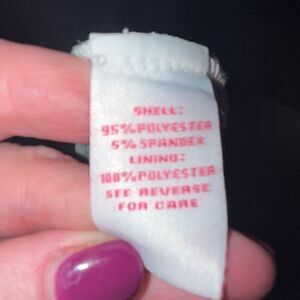 SHELL:
95% POLYESTER
5% SPANDEX
LINING:
100% POLYESTER
SEE REVERSE
FOR CARE